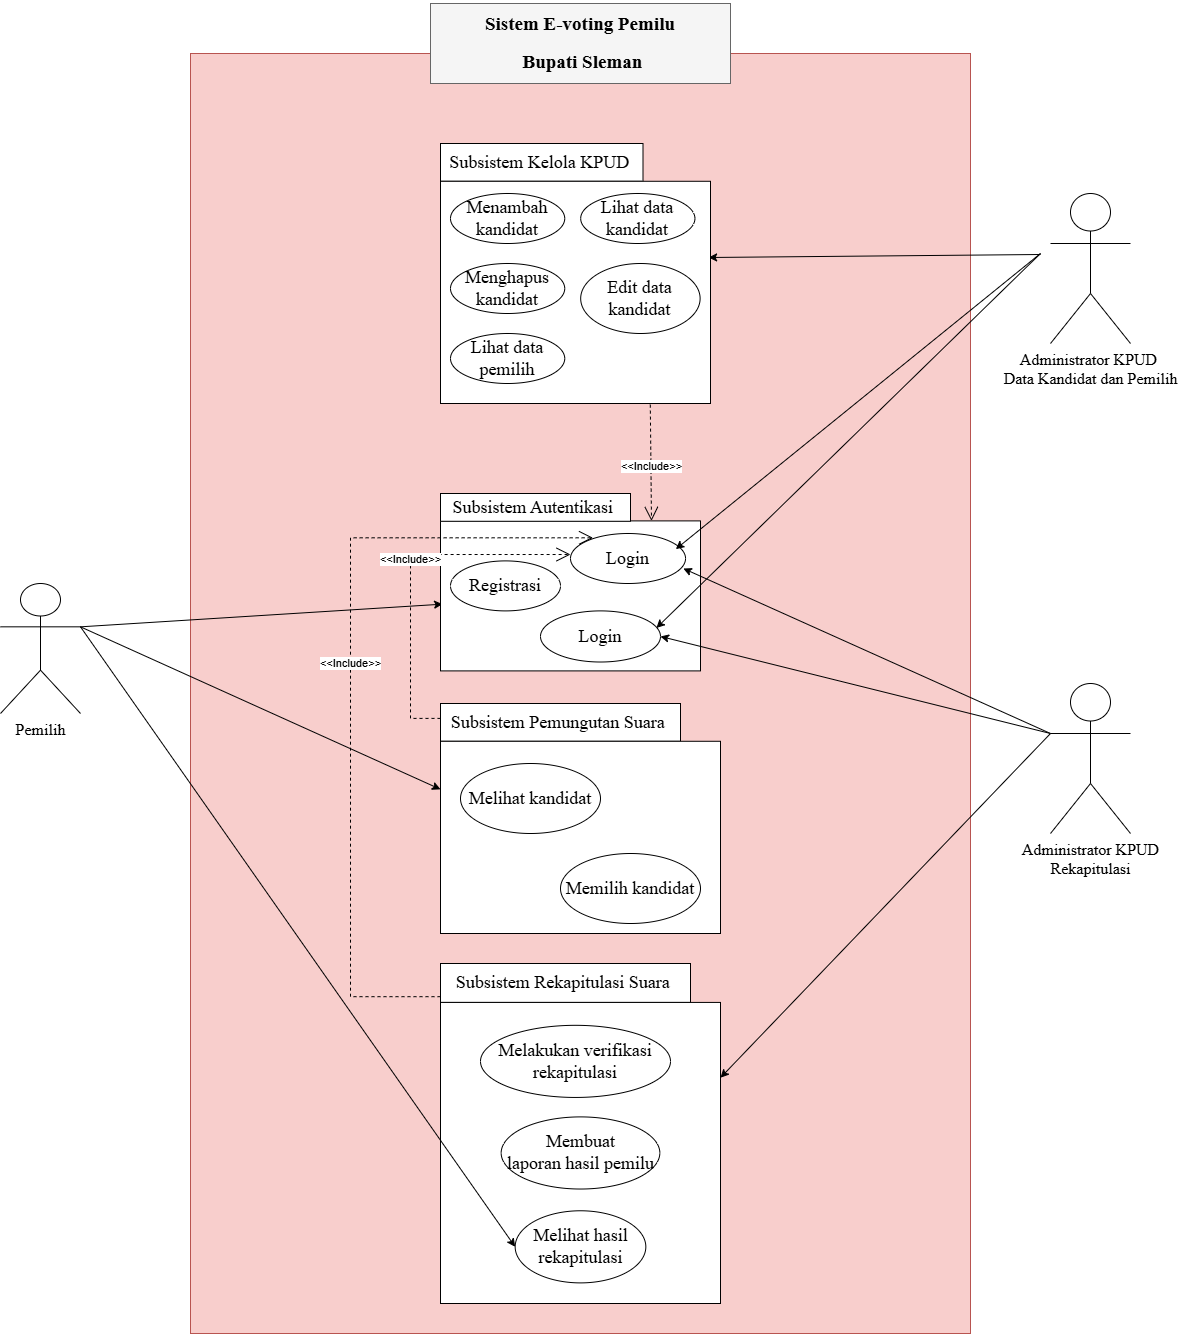 Sistem E-voting Pemilu
Bupati Sleman
Subsistem Kelola KPUD
Menambah
kandidat
Lihat data
kandidat
Menghapus
kandidat
Edit data
kandidat
Lihat data
pemilih
Administrator KPUD
Data Kandidat dan Pemilih
<<Include>>
Subsistem Autentikasi
Login
<<Include>>
Registrasi
Login
<<Include>>
Pemilih
Subsistem Pemungutan Suara
Melihat kandidat
Memilih kandidat
Administrator KPUD
Rekapitulasi
Subsistem Rekapitulasi Suara
Melakukan verifikasi
rekapitulasi
Membuat
laporan hasil pemilu
Melihat hasil
rekapitulasi